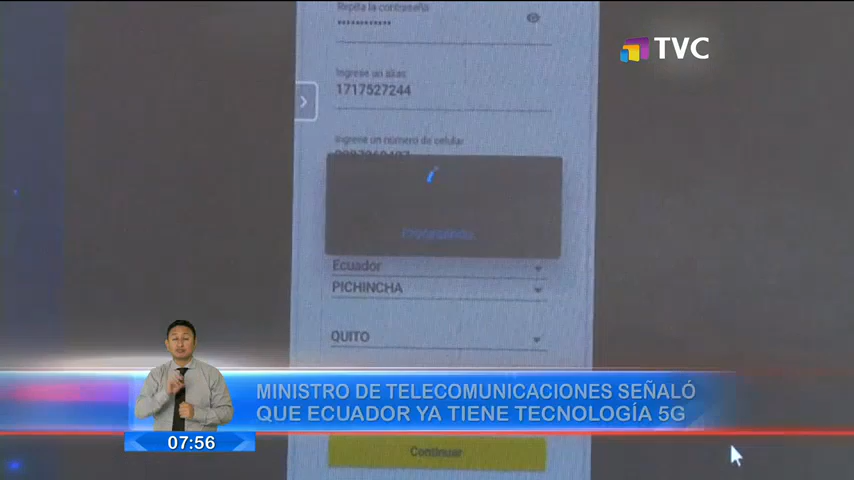 Repita la contraseña
TVC
Ingrese un alias
1717527244
Ingrese un número de celular
Ecuador
PICHINCHA
QUITO
MINISTRO DE TELECOMUNICACIONES SEÑALÓ
QUE ECUADOR YA TIENE TECNOLOGÍA 5G
07:56
Continuar